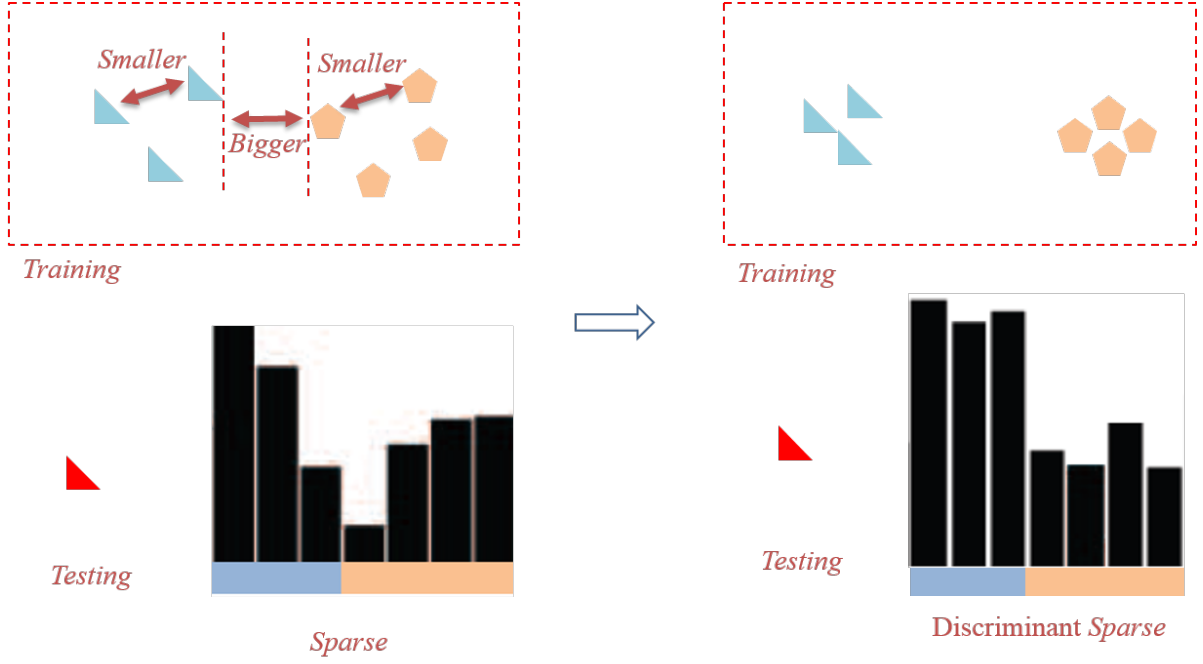 Smaller
Smaller
Bigger
Training
Training
Testing
Testing
Sparse
Discriminant Sparse